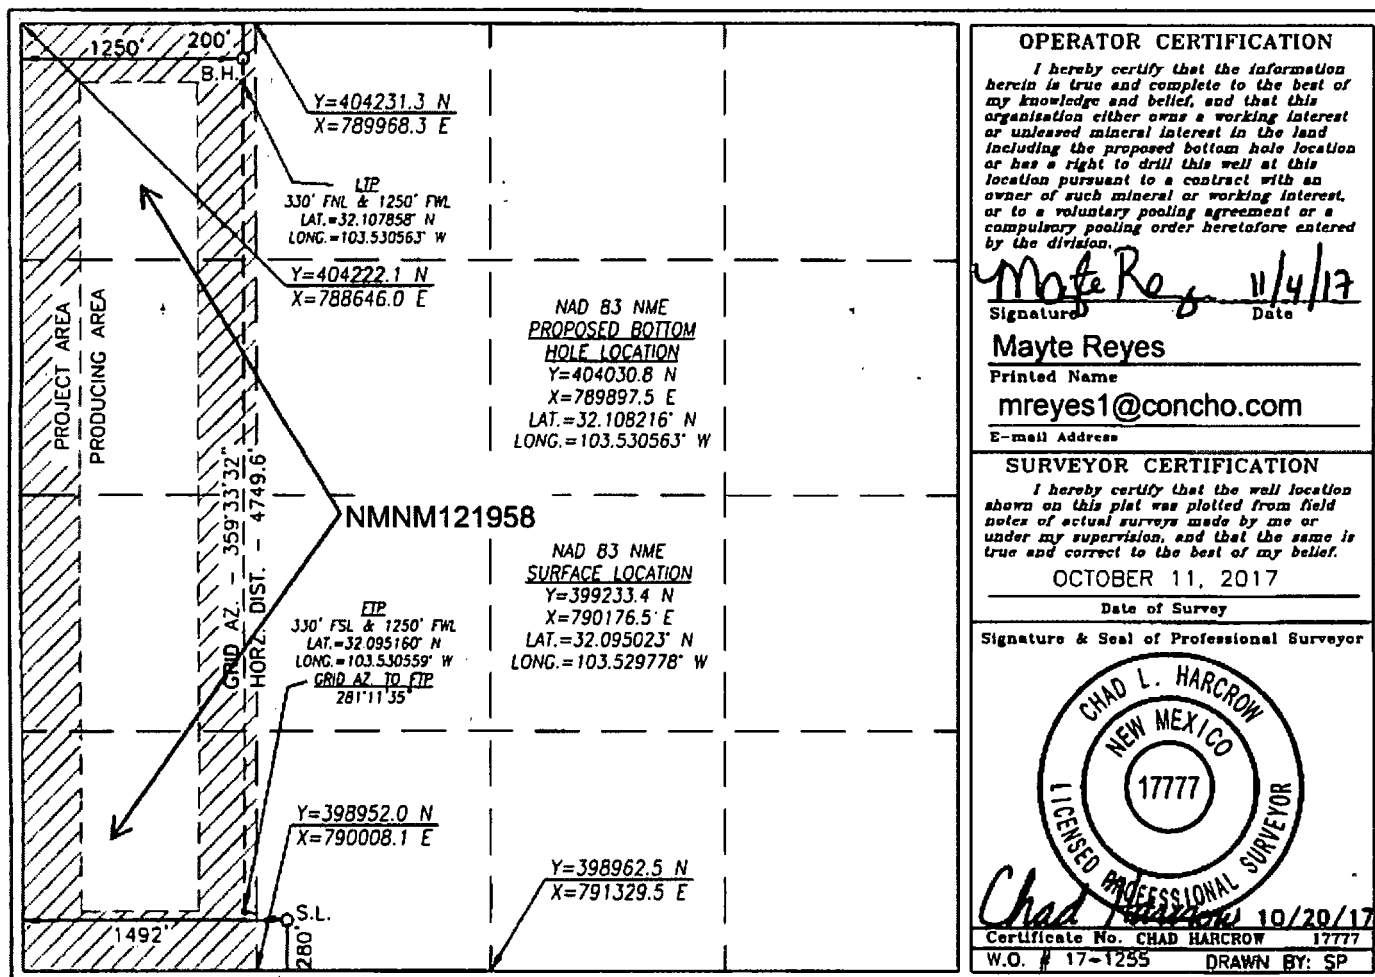 1250'
200'
B.H.
Y=404231.3 N
X=789968.3 E
LTP
330' FNL & 1250' FWL
LAT.=32.107858° N
LONG.=103.530563° W
Y=404222.1 N
X=788646.0 E
PROJECT AREA
PRODUCING AREA
GRID AZ. - 359°33'32"
HORZ. DIST. - 4749.6'
NAD 83 NME
PROPOSED BOTTOM
HOLE LOCATION
Y=404030.8 N
X=789897.5 E
LAT.=32.108216° N
LONG.=103.530563° W
NMNM121958
NAD 83 NME
SURFACE LOCATION
Y=399233.4 N
X=790176.5 E
LAT.=32.095023° N
LONG.=103.529778° W
FTP
330' FSL & 1250' FWL
LAT.=32.095160° N
LONG.=103.530559° W
GRID AZ. TO FTP
281°11'35"
Y=398952.0 N
X=790008.1 E
Y=398962.5 N
X=791329.5 E
S.L.
1492'
280'
OPERATOR CERTIFICATION
I hereby certify that the information
herein is true and complete to the best of
my knowledge and belief, and that this
organization either owns a working interest
or unleased mineral interest in the land
including the proposed bottom hole location
or has a right to drill this well at this
location pursuant to a contract with an
owner of such mineral or working interest,
or to a voluntary pooling agreement or a
compulsory pooling order heretofore entered
by the division.
Mayte Reyes 11/4/17
Signature Date
Mayte Reyes
Printed Name
mreyes1@concho.com
E-mail Address
SURVEYOR CERTIFICATION
I hereby certify that the well location
shown on this plat was plotted from field
notes of actual surveys made by me or
under my supervision, and that the same is
true and correct to the best of my belief.
OCTOBER 11, 2017
Date of Survey
Signature & Seal of Professional Surveyor
CHAD L. HARCROW
NEW MEXICO
17777
LICENSED PROFESSIONAL SURVEYOR
Chad Harcrow 10/20/17
Certificate No. CHAD HARCROW 17777
W.O. # 17-1255 DRAWN BY: SP